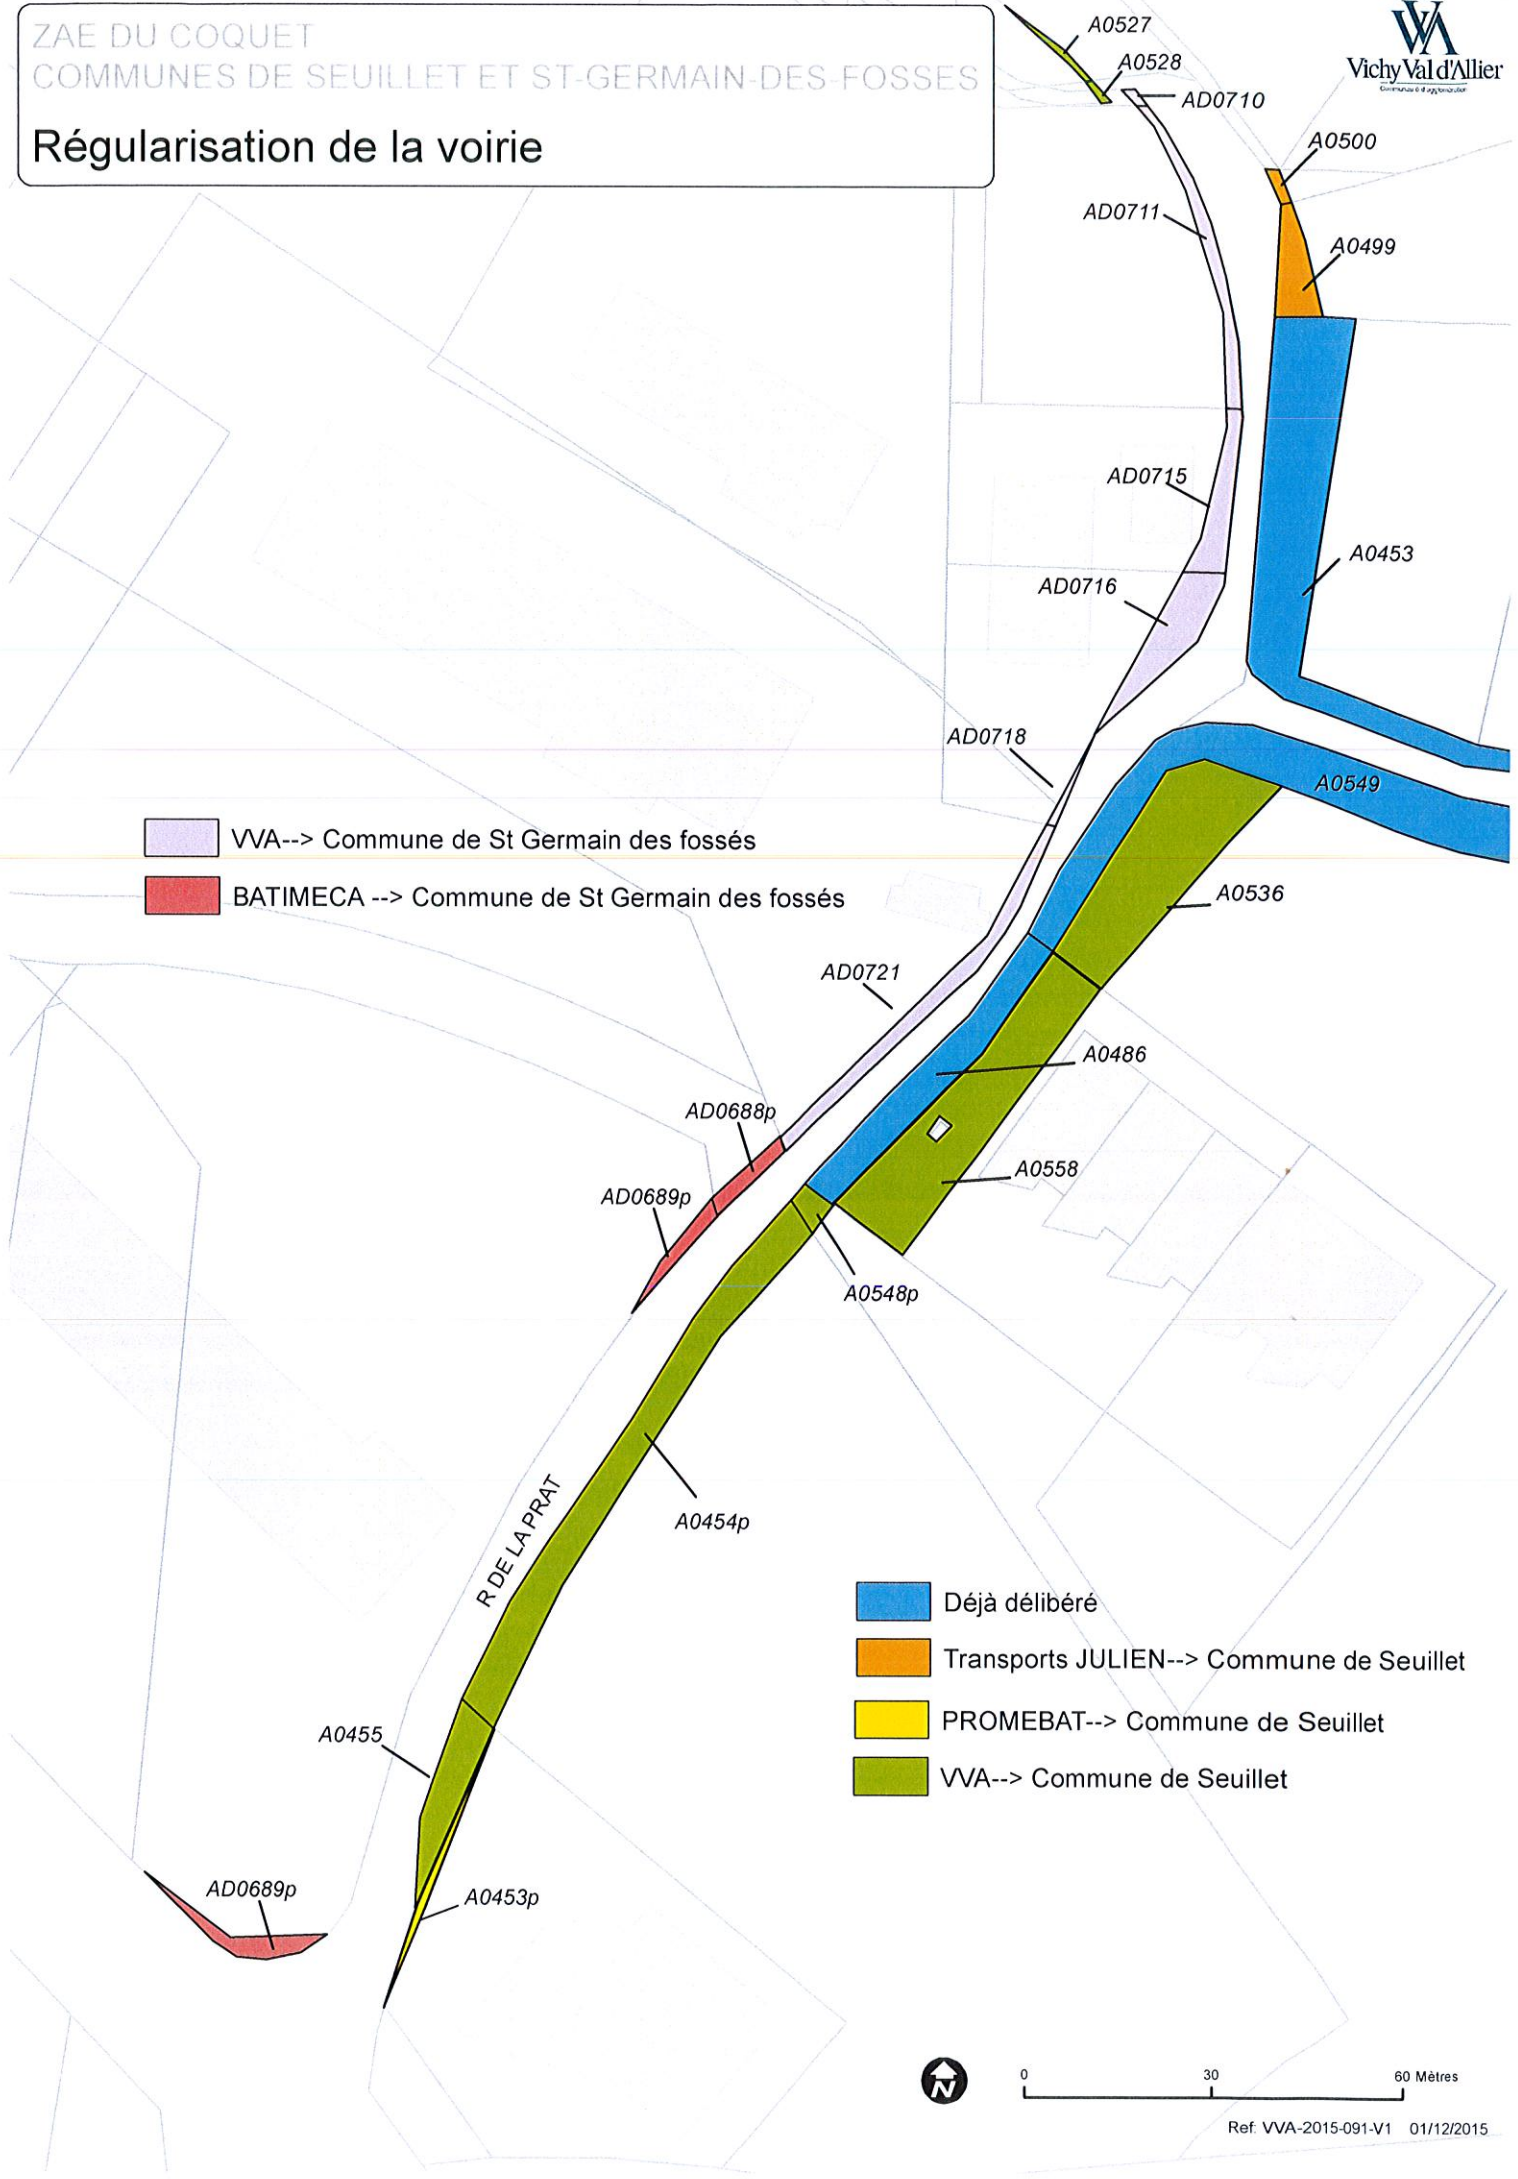 ZAE DU COQUET
COMMUNES DE SEUILLET ET ST-GERMAIN-DES-FOSSES
Régularisation de la voirie
VVA
Vichy Val d'Allier
Communauté d'agglomération
A0527
A0528
AD0710
A0500
AD0711
A0499
AD0715
A0453
AD0716
AD0718
A0549
VVA--> Commune de St Germain des fossés
BATIMECA --> Commune de St Germain des fossés
A0536
AD0721
A0486
AD0688p
A0558
AD0689p
A0548p
A0454p
R DE LA PRAT
Déjà délibéré
Transports JULIEN--> Commune de Seuillet
PROMEBAT--> Commune de Seuillet
VVA--> Commune de Seuillet
A0455
AD0689p
A0453p
N
0 30 60 Mètres
Ref: VVA-2015-091-V1 01/12/2015